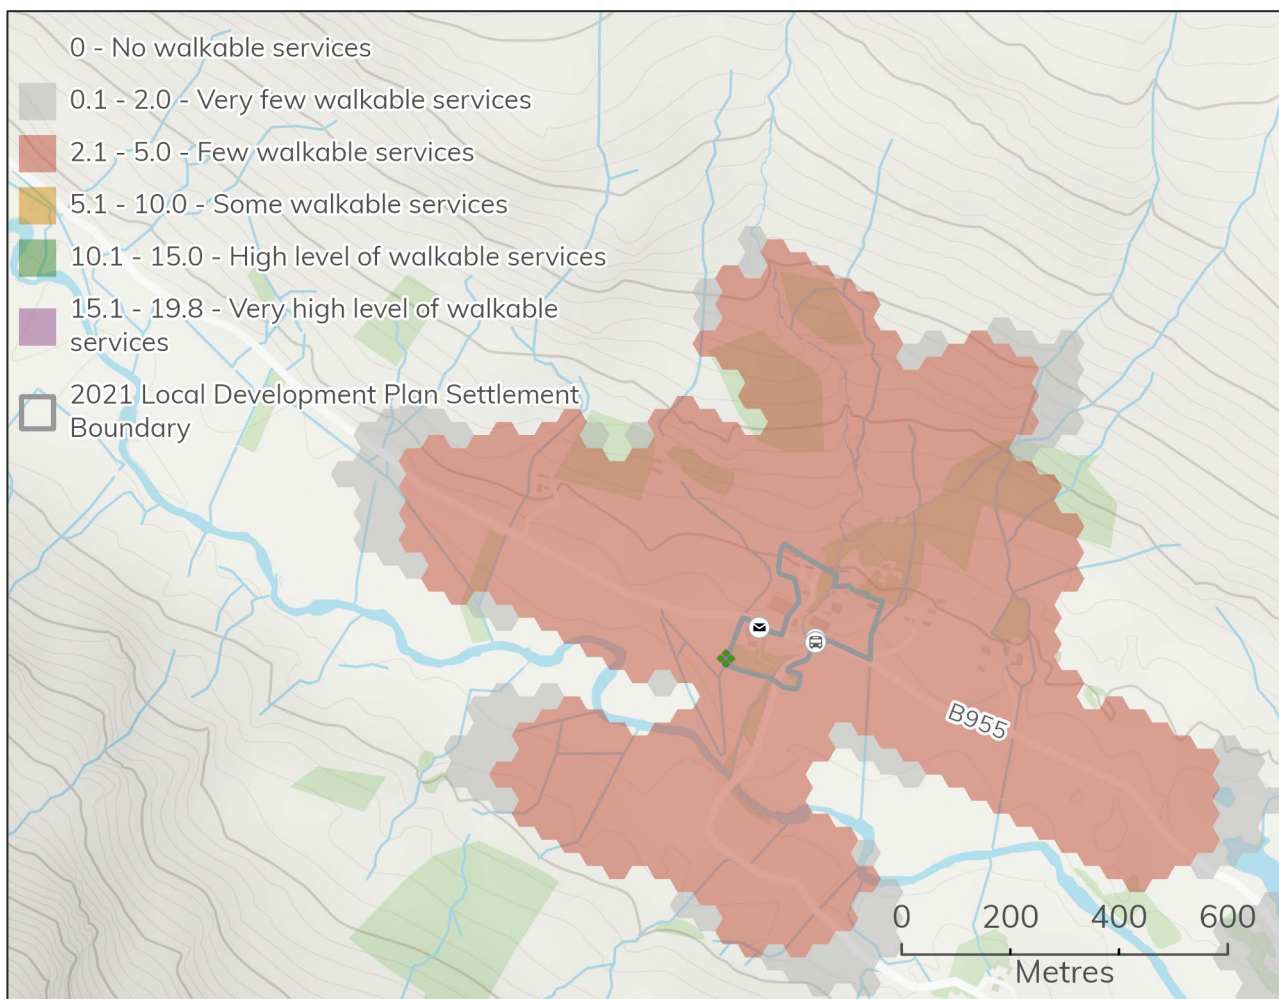 0 - No walkable services
0.1 - 2.0 - Very few walkable services
2.1 - 5.0 - Few walkable services
5.1 - 10.0 - Some walkable services
10.1 - 15.0 - High level of walkable services
15.1 - 19.8 - Very high level of walkable
services
2021 Local Development Plan Settlement
Boundary
B955
0 200 400 600
Metres